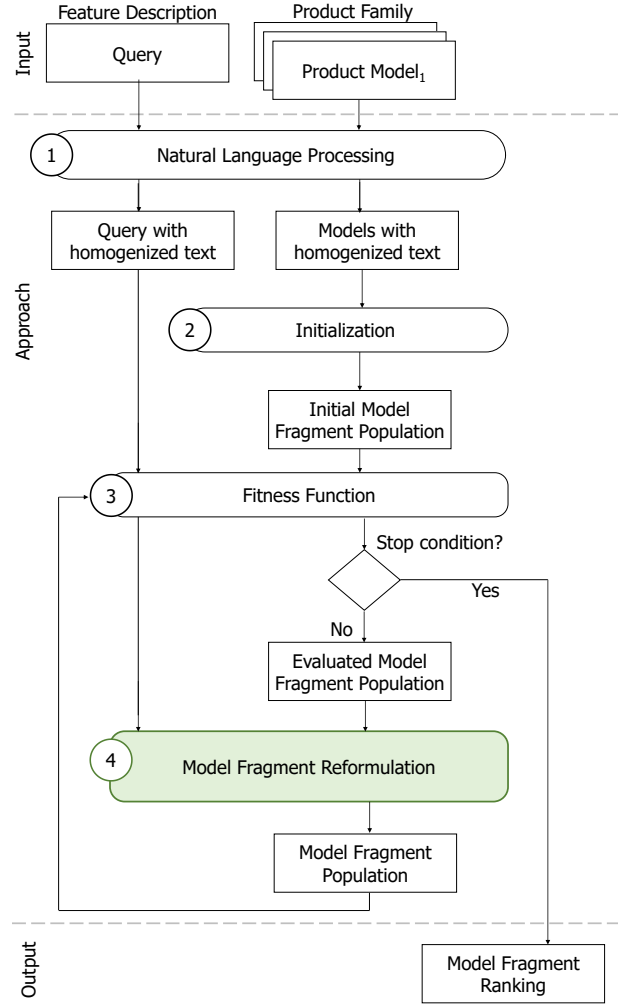 Feature Description
Product Family
Input
Query
Product Model₁
1
Natural Language Processing
Query with
homogenized text
Models with
homogenized text
Approach
2
Initialization
Initial Model
Fragment Population
3
Fitness Function
Stop condition?
Yes
No
Evaluated Model
Fragment Population
4
Model Fragment Reformulation
Model Fragment
Population
Output
Model Fragment
Ranking